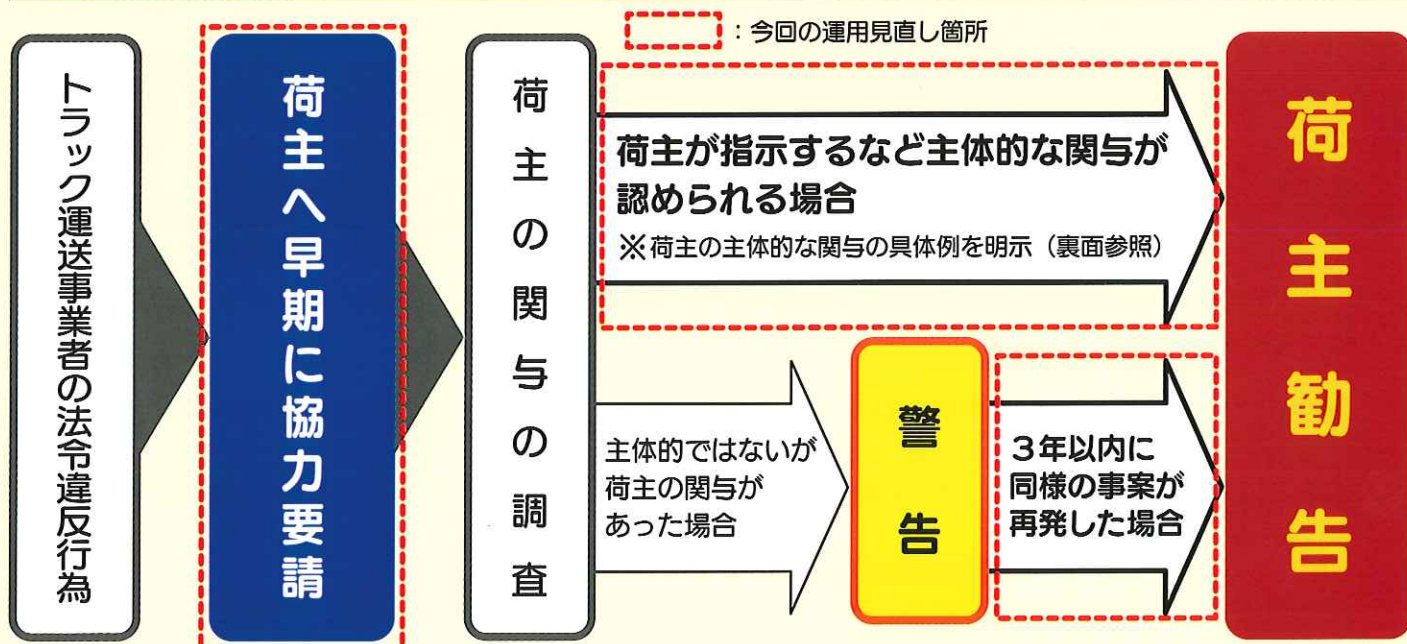 ：今回の運用見直し箇所
トラック運送事業者の法令違反行為
荷主へ早期に協力要請
荷主の関与の調査
荷主が指示するなど主体的な関与が
認められる場合
※荷主の主体的な関与の具体例を明示（裏面参照）
主体的ではないが
荷主の関与が
あった場合
警告
３年以内に
同様の事案が
再発した場合
荷主勧告